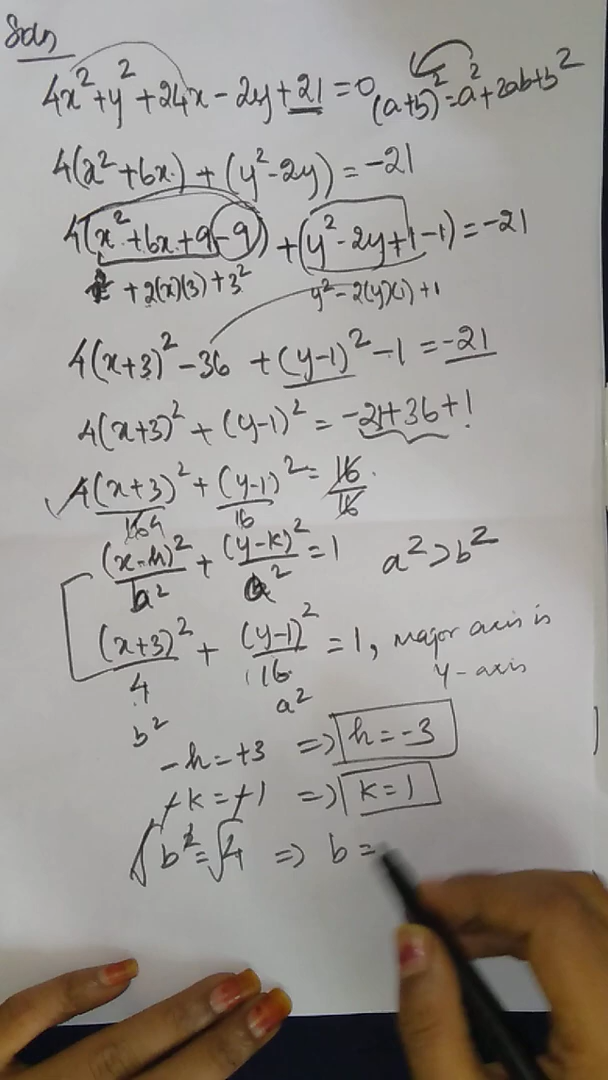 Soln
4x² + y² + 24x - 2y + 21 = 0 (a+b)² = a² + 2ab + b²
4(x² + 6x) + (y² - 2y) = -21
4(x² + 6x + 9 - 9) + (y² - 2y + 1 - 1) = -21
x² + 2(x)(3) + 3² y² - 2(y)(1) + 1
4(x+3)² - 36 + (y-1)² - 1 = -21
4(x+3)² + (y-1)² = -21 + 36 + 1
4(x+3)²/16 4 + (y-1)²/16 = 16/16
(x-h)²/b² + (y-k)²/a² = 1 a² > b²
(x+3)²/4 + (y-1)²/16 = 1, major axis is
y-axis
b² a²
-h = +3 => h = -3
-k = -1 => k = 1
√b² = √4 => b =